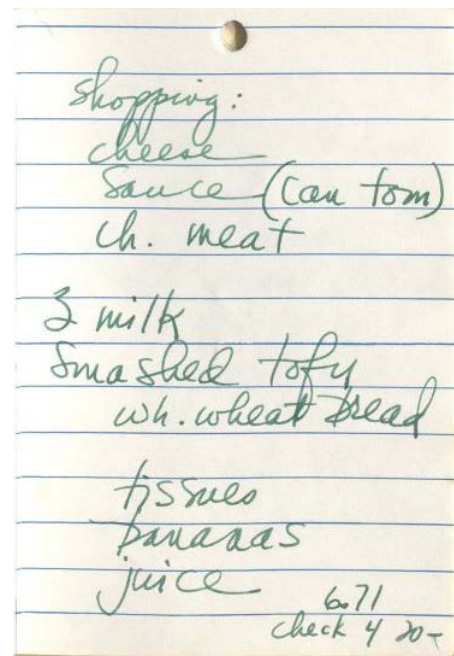 shopping:
cheese
Sauce (can tom)
ch. meat
3 milk
Smashed tofu
wh. wheat bread
tissues
bananas
juice
6.71
check 4 20-